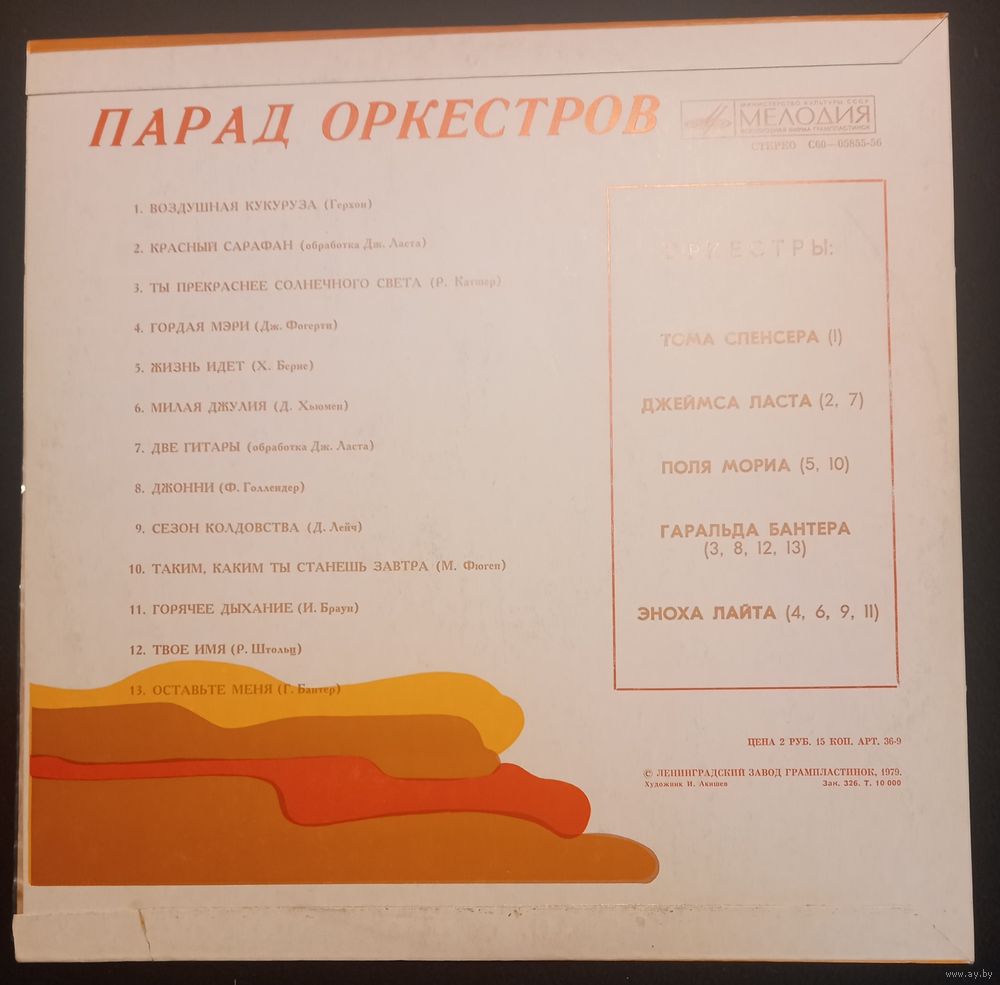 ПАРАД ОРКЕСТРОВ
МИНИСТЕРСТВО КУЛЬТУРЫ СССР
МЕЛОДИЯ
ВСЕСОЮЗНАЯ ФИРМА ГРАМПЛАСТИНОК
СТЕРЕО С60—05855-56
1. ВОЗДУШНАЯ КУКУРУЗА (Герхон)
2. КРАСНЫЙ САРАФАН (обработка Дж. Ласта)
3. ТЫ ПРЕКРАСНЕЕ СОЛНЕЧНОГО СВЕТА (Р. Катшер)
4. ГОРДАЯ МЭРИ (Дж. Фогерти)
5. ЖИЗНЬ ИДЕТ (Х. Берне)
6. МИЛАЯ ДЖУЛИЯ (Д. Хьюмен)
7. ДВЕ ГИТАРЫ (обработка Дж. Ласта)
8. ДЖОННИ (Ф. Голлендер)
9. СЕЗОН КОЛДОВСТВА (Д. Лейч)
10. ТАКИМ, КАКИМ ТЫ СТАНЕШЬ ЗАВТРА (М. Фюген)
11. ГОРЯЧЕЕ ДЫХАНИЕ (И. Браун)
12. ТВОЕ ИМЯ (Р. Штольц)
13. ОСТАВЬТЕ МЕНЯ (Г. Бантер)
ОРКЕСТРЫ:
ТОМА СПЕНСЕРА (1)
ДЖЕЙМСА ЛАСТА (2, 7)
ПОЛЯ МОРИА (5, 10)
ГАРАЛЬДА БАНТЕРА
(3, 8, 12, 13)
ЭНОХА ЛАЙТА (4, 6, 9, 11)
ЦЕНА 2 РУБ. 15 КОП. АРТ. 36-9
© ЛЕНИНГРАДСКИЙ ЗАВОД ГРАМПЛАСТИНОК, 1979.
Художник И. Акишев Зак. 326. Т. 10 000
www.ay.by